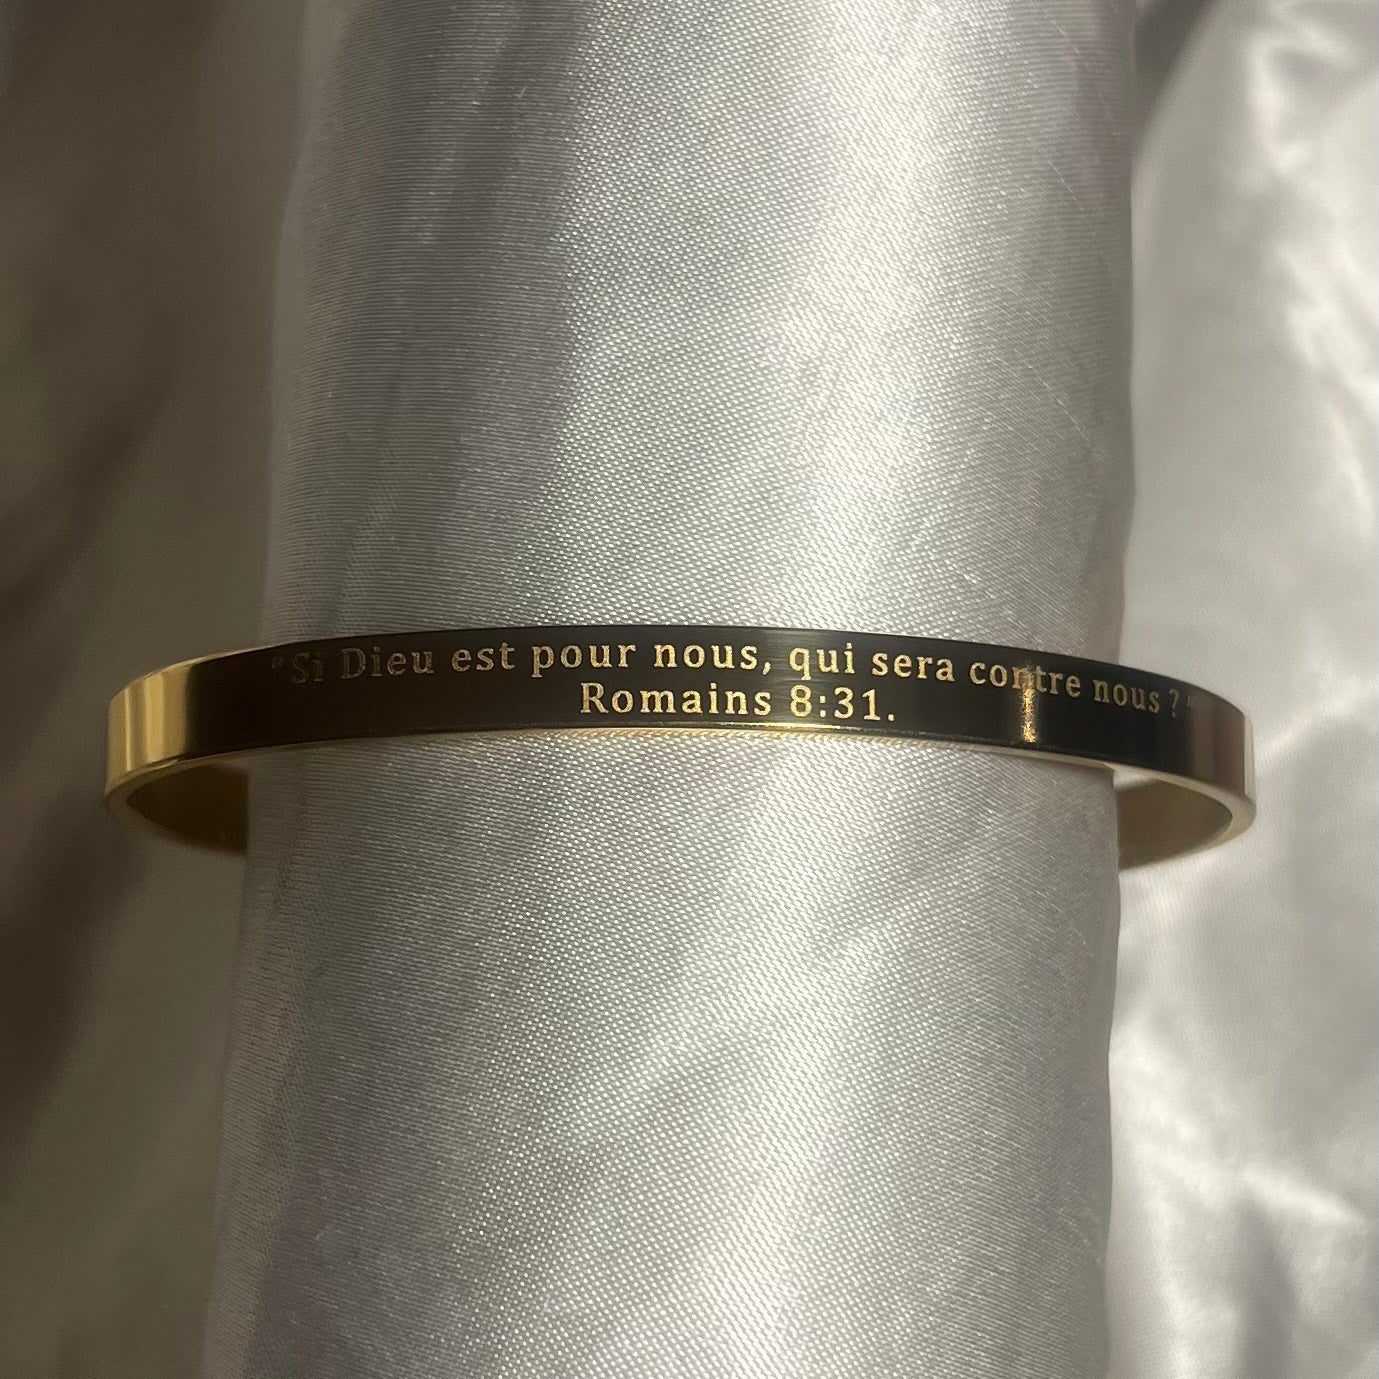 "Si Dieu est pour nous, qui sera contre nous ?"
Romains 8:31.